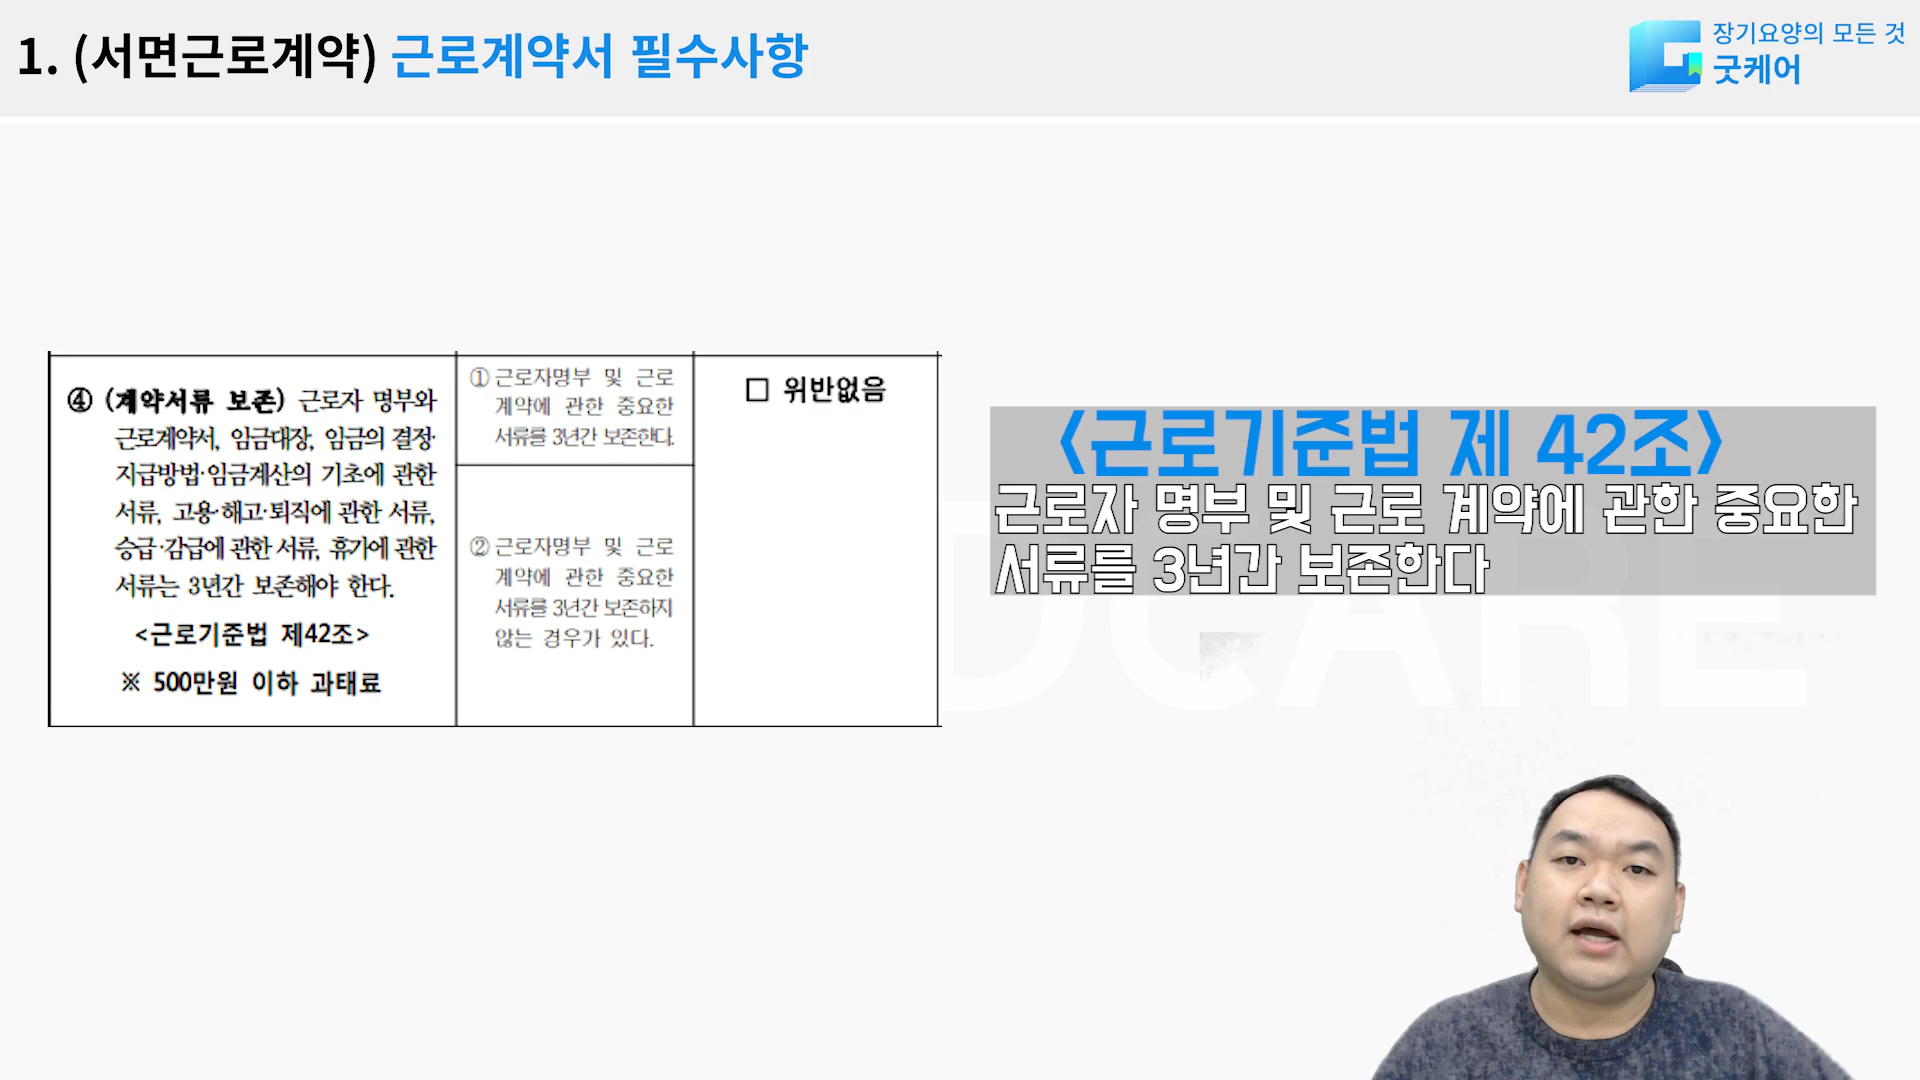 1. (서면근로계약) 근로계약서 필수사항
장기요양의 모든 것
굿케어
④ (계약서류 보존) 근로자 명부와
근로계약서, 임금대장, 임금의 결정·
지급방법·임금계산의 기초에 관한
서류, 고용·해고·퇴직에 관한 서류,
승급·감급에 관한 서류, 휴가에 관한
서류는 3년간 보존해야 한다.
<근로기준법 제42조>
※ 500만원 이하 과태료
① 근로자명부 및 근로
계약에 관한 중요한
서류를 3년간 보존한다.
② 근로자명부 및 근로
계약에 관한 중요한
서류를 3년간 보존하지
않는 경우가 있다.
□ 위반없음
<근로기준법 제 42조>
근로자 명부 및 근로 계약에 관한 중요한
서류를 3년간 보존한다